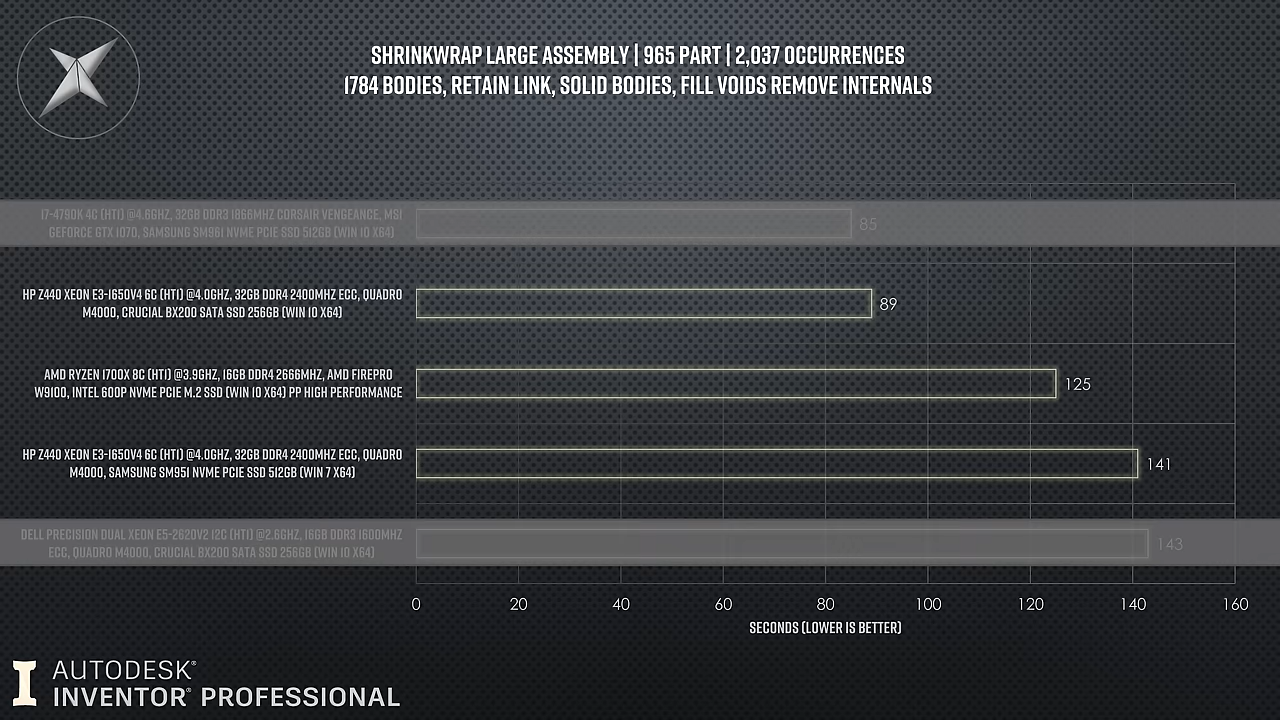 SHRINKWRAP LARGE ASSEMBLY | 965 PART | 2,037 OCCURRENCES
1784 BODIES, RETAIN LINK, SOLID BODIES, FILL VOIDS REMOVE INTERNALS
I7-4790K 4C (HT1) @4.6GHZ, 32GB DDR3 1866MHZ CORSAIR VENGEANCE, MSI
GEFORCE GTX 1070, SAMSUNG SM961 NVME PCIE SSD 512GB (WIN 10 X64)
85
HP Z440 XEON E3-1650V4 6C (HT1) @4.0GHZ, 32GB DDR4 2400MHZ ECC, QUADRO
M4000, CRUCIAL BX200 SATA SSD 256GB (WIN 10 X64)
89
AMD RYZEN 1700X 8C (HT1) @3.9GHZ, 16GB DDR4 2666MHZ, AMD FIREPRO
W9100, INTEL 600P NVME PCIE M.2 SSD (WIN 10 X64) PP HIGH PERFORMANCE
125
HP Z440 XEON E3-1650V4 6C (HT1) @4.0GHZ, 32GB DDR4 2400MHZ ECC, QUADRO
M4000, SAMSUNG SM951 NVME PCIE SSD 512GB (WIN 7 X64)
141
DELL PRECISION DUAL XEON E5-2620V2 12C (HT1) @2.6GHZ, 16GB DDR3 1600MHZ
ECC, QUADRO M4000, CRUCIAL BX200 SATA SSD 256GB (WIN 10 X64)
143
0 20 40 60 80 100 120 140 160
SECONDS (LOWER IS BETTER)
AUTODESK®
INVENTOR® PROFESSIONAL